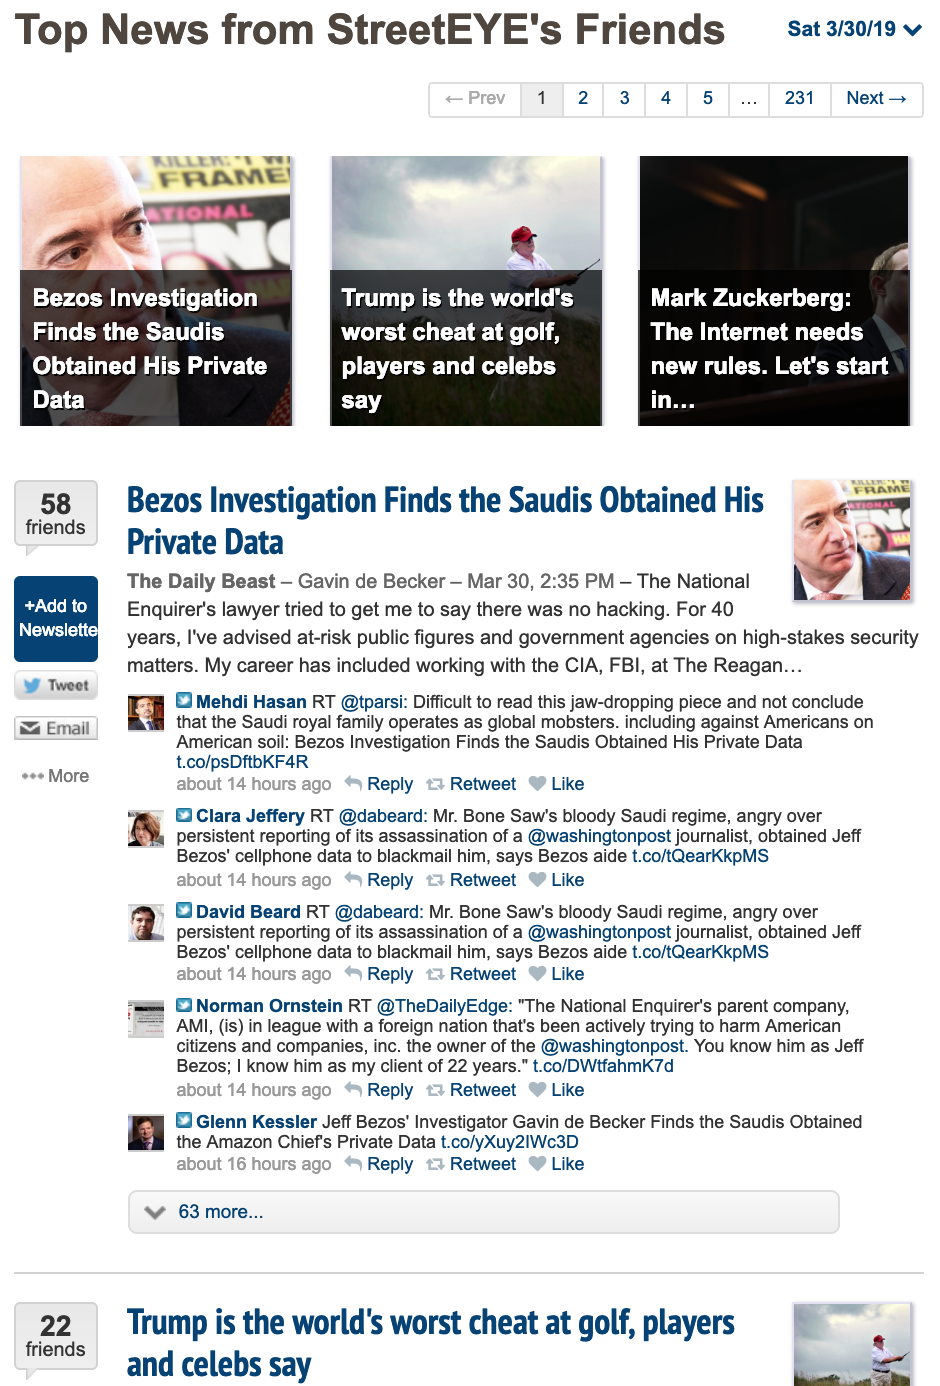 Top News from StreetEYE's Friends
Sat 3/30/19
← Prev 1 2 3 4 5 ... 231 Next →
KILLER: 'I W
FRAME
ATIONAL
Bezos Investigation
Finds the Saudis
Obtained His Private
Data
Trump is the world's
worst cheat at golf,
players and celebs
say
Mark Zuckerberg:
The Internet needs
new rules. Let's start
in…
58
friends
+Add to
Newslette
Tweet
Email
••• More
Bezos Investigation Finds the Saudis Obtained His
Private Data
The Daily Beast – Gavin de Becker – Mar 30, 2:35 PM – The National
Enquirer's lawyer tried to get me to say there was no hacking. For 40
years, I've advised at-risk public figures and government agencies on high-stakes security
matters. My career has included working with the CIA, FBI, at The Reagan…
FRAME
Mehdi Hasan RT @tparsi: Difficult to read this jaw-dropping piece and not conclude
that the Saudi royal family operates as global mobsters. including against Americans on
American soil: Bezos Investigation Finds the Saudis Obtained His Private Data
t.co/psDftbKF4R
about 14 hours ago Reply Retweet Like
Clara Jeffery RT @dabeard: Mr. Bone Saw's bloody Saudi regime, angry over
persistent reporting of its assassination of a @washingtonpost journalist, obtained Jeff
Bezos' cellphone data to blackmail him, says Bezos aide t.co/tQearKkpMS
about 14 hours ago Reply Retweet Like
David Beard RT @dabeard: Mr. Bone Saw's bloody Saudi regime, angry over
persistent reporting of its assassination of a @washingtonpost journalist, obtained Jeff
Bezos' cellphone data to blackmail him, says Bezos aide t.co/tQearKkpMS
about 14 hours ago Reply Retweet Like
Norman Ornstein RT @TheDailyEdge: "The National Enquirer's parent company,
AMI, (is) in league with a foreign nation that's been actively trying to harm American
citizens and companies, inc. the owner of the @washingtonpost. You know him as Jeff
Bezos; I know him as my client of 22 years." t.co/DWtfahmK7d
about 14 hours ago Reply Retweet Like
Glenn Kessler Jeff Bezos' Investigator Gavin de Becker Finds the Saudis Obtained
the Amazon Chief's Private Data t.co/yXuy2IWc3D
about 16 hours ago Reply Retweet Like
63 more...
22
friends
Trump is the world's worst cheat at golf, players
and celebs say